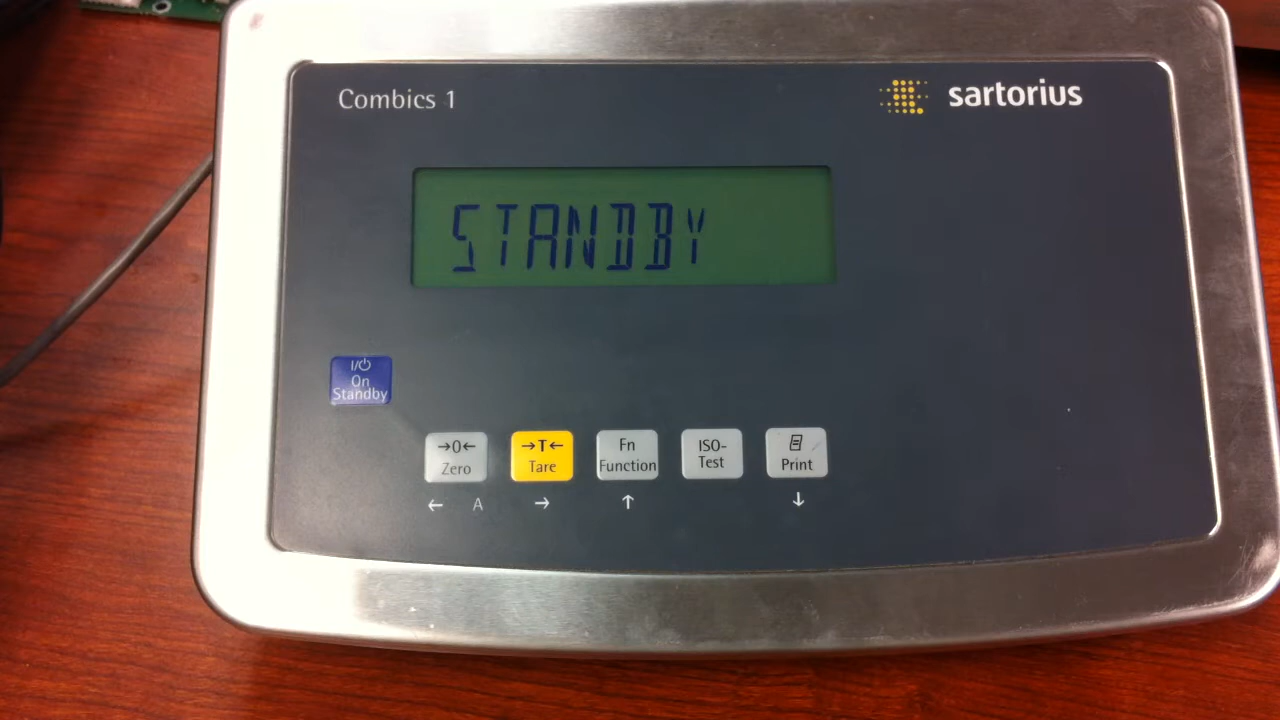 Combics 1
sartorius
STANDBY
I/⏻
On
Standby
→0←
Zero
→T←
Tare
Fn
Function
ISO-
Test
Print
← A → ↑ ↓